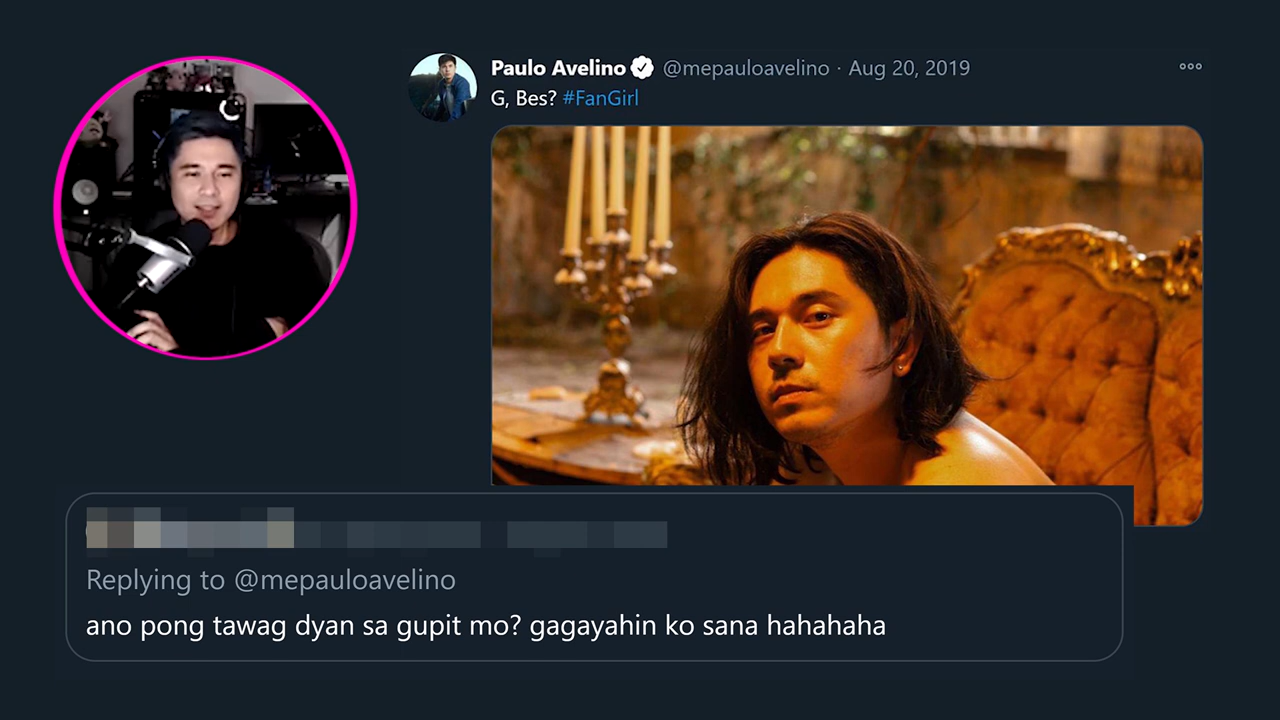 Paulo Avelino @mepauloavelino · Aug 20, 2019
G, Bes? #FanGirl
Replying to @mepauloavelino
ano pong tawag dyan sa gupit mo? gagayahin ko sana hahahaha